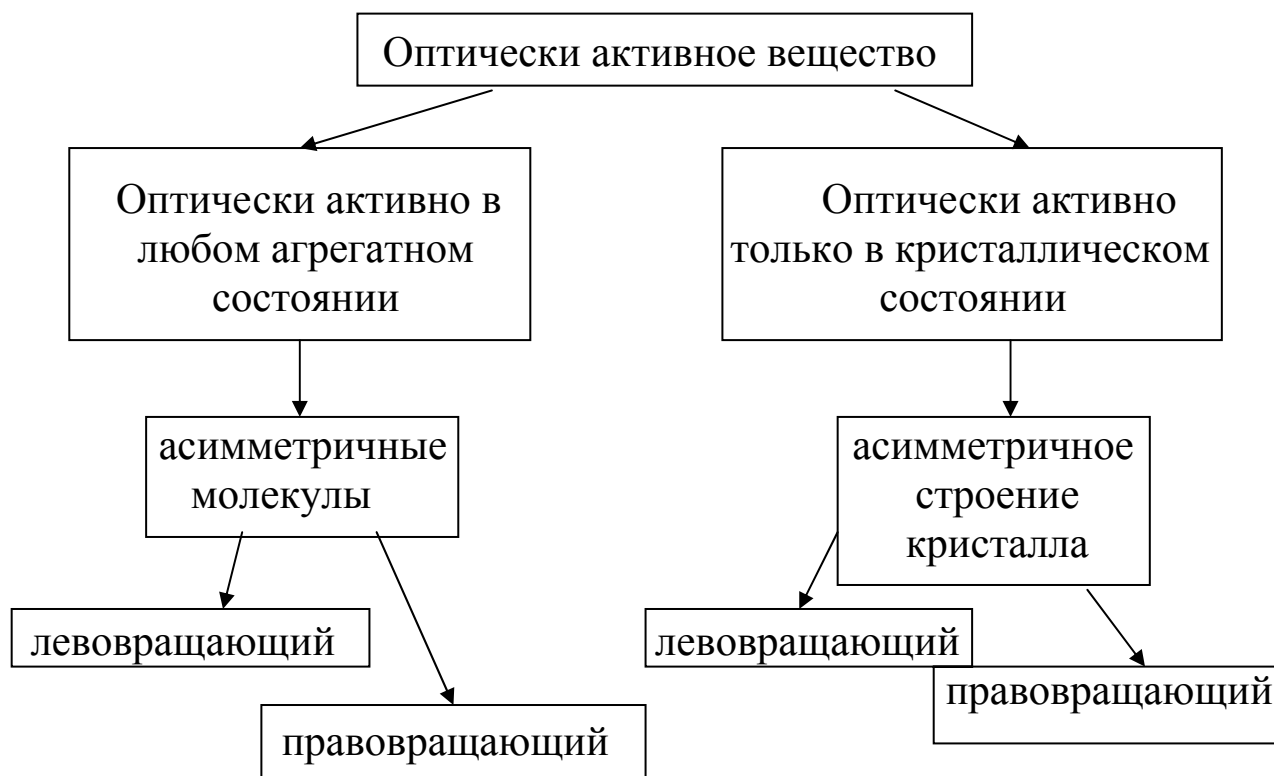 Оптически активное вещество
Оптически активно в
любом агрегатном
состоянии
Оптически активно
только в кристаллическом
состоянии
асимметричные
молекулы
асимметричное
строение
кристалла
левовращающий
правовращающий
левовращающий
правовращающий